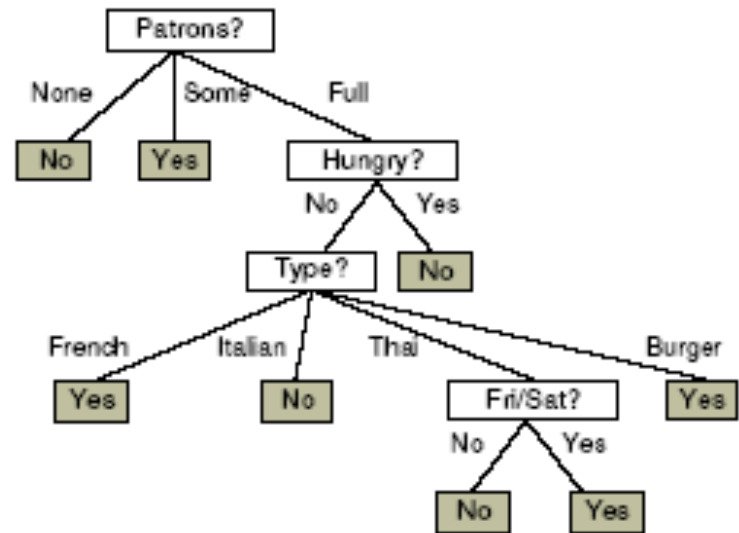 Patrons?
None Some Full
No Yes Hungry?
No Yes
Type? No
French Italian Thai Burger
Yes No Fri/Sat? Yes
No Yes
No Yes